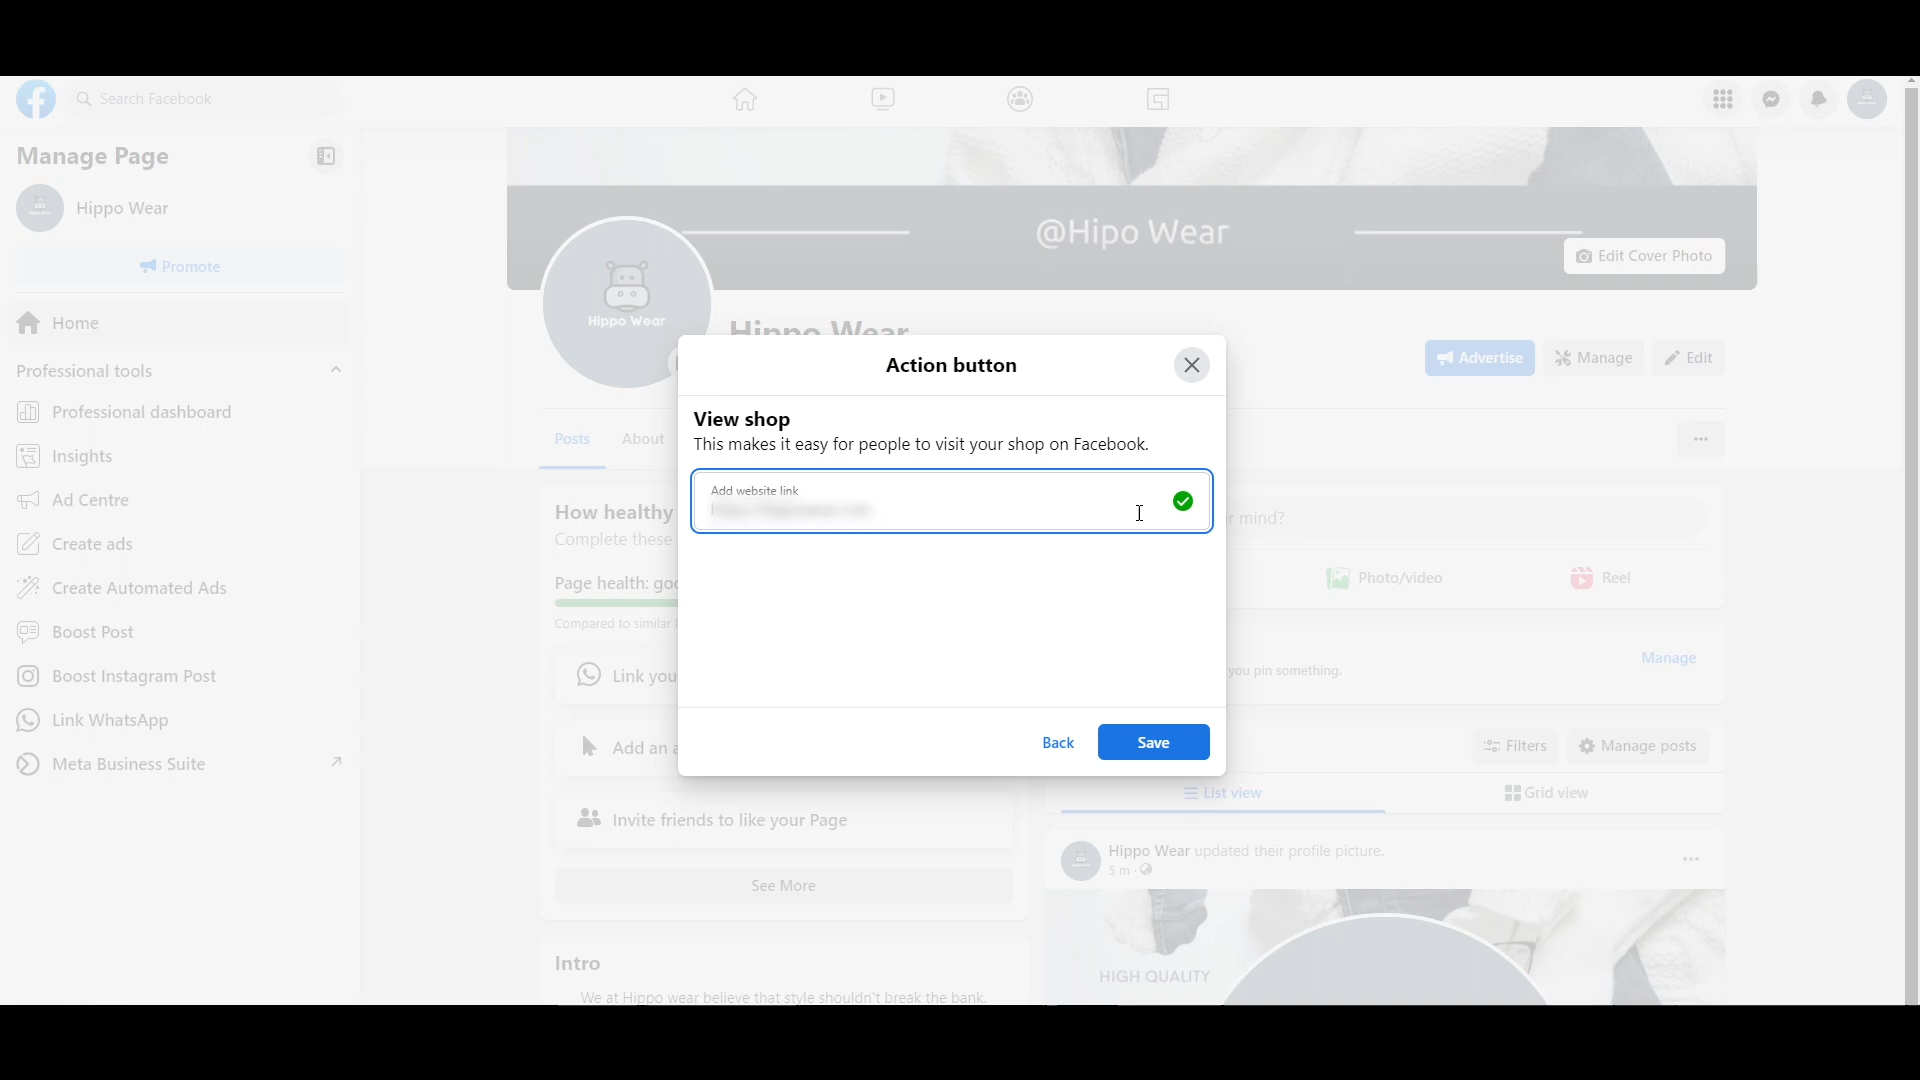 Search Facebook
Manage Page
Hippo Wear
Promote
Home
Professional tools
Professional dashboard
Insights
Ad Centre
Create ads
Create Automated Ads
Boost Post
Boost Instagram Post
Link WhatsApp
Meta Business Suite
@Hipo Wear
Edit Cover Photo
Hippo Wear
Hippo Wear
Advertise
Manage
Edit
Posts
About
Action button
View shop
This makes it easy for people to visit your shop on Facebook.
Add website link
Back
Save
How healthy
Complete these
Page health:
Compared to similar
Link
Add an
Invite friends to like your Page
See More
Intro
We at Hippo wear believe that style shouldn't break the bank.
mind?
Photo/video
Reel
you pin something.
Manage
Filters
Manage posts
List view
Grid view
Hippo Wear updated their profile picture.
5 m
HIGH QUALITY